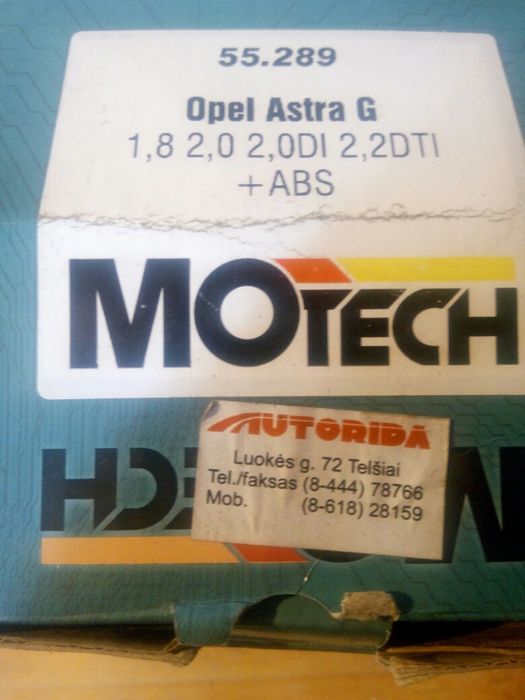 55.289
Opel Astra G
1,8 2,0 2,0DI 2,2DTI
+ABS
MOTECH
AUTORIDA
Luokės g. 72 Telšiai
Tel./faksas (8-444) 78766
Mob. (8-618) 28159